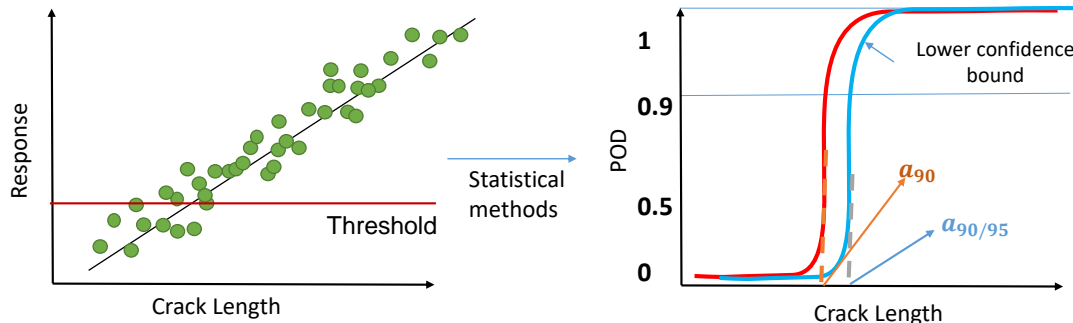 Response
Threshold
Crack Length
Statistical
methods
POD
1
0.9
0.5
0
Lower confidence
bound
a90
a90/95
Crack Length